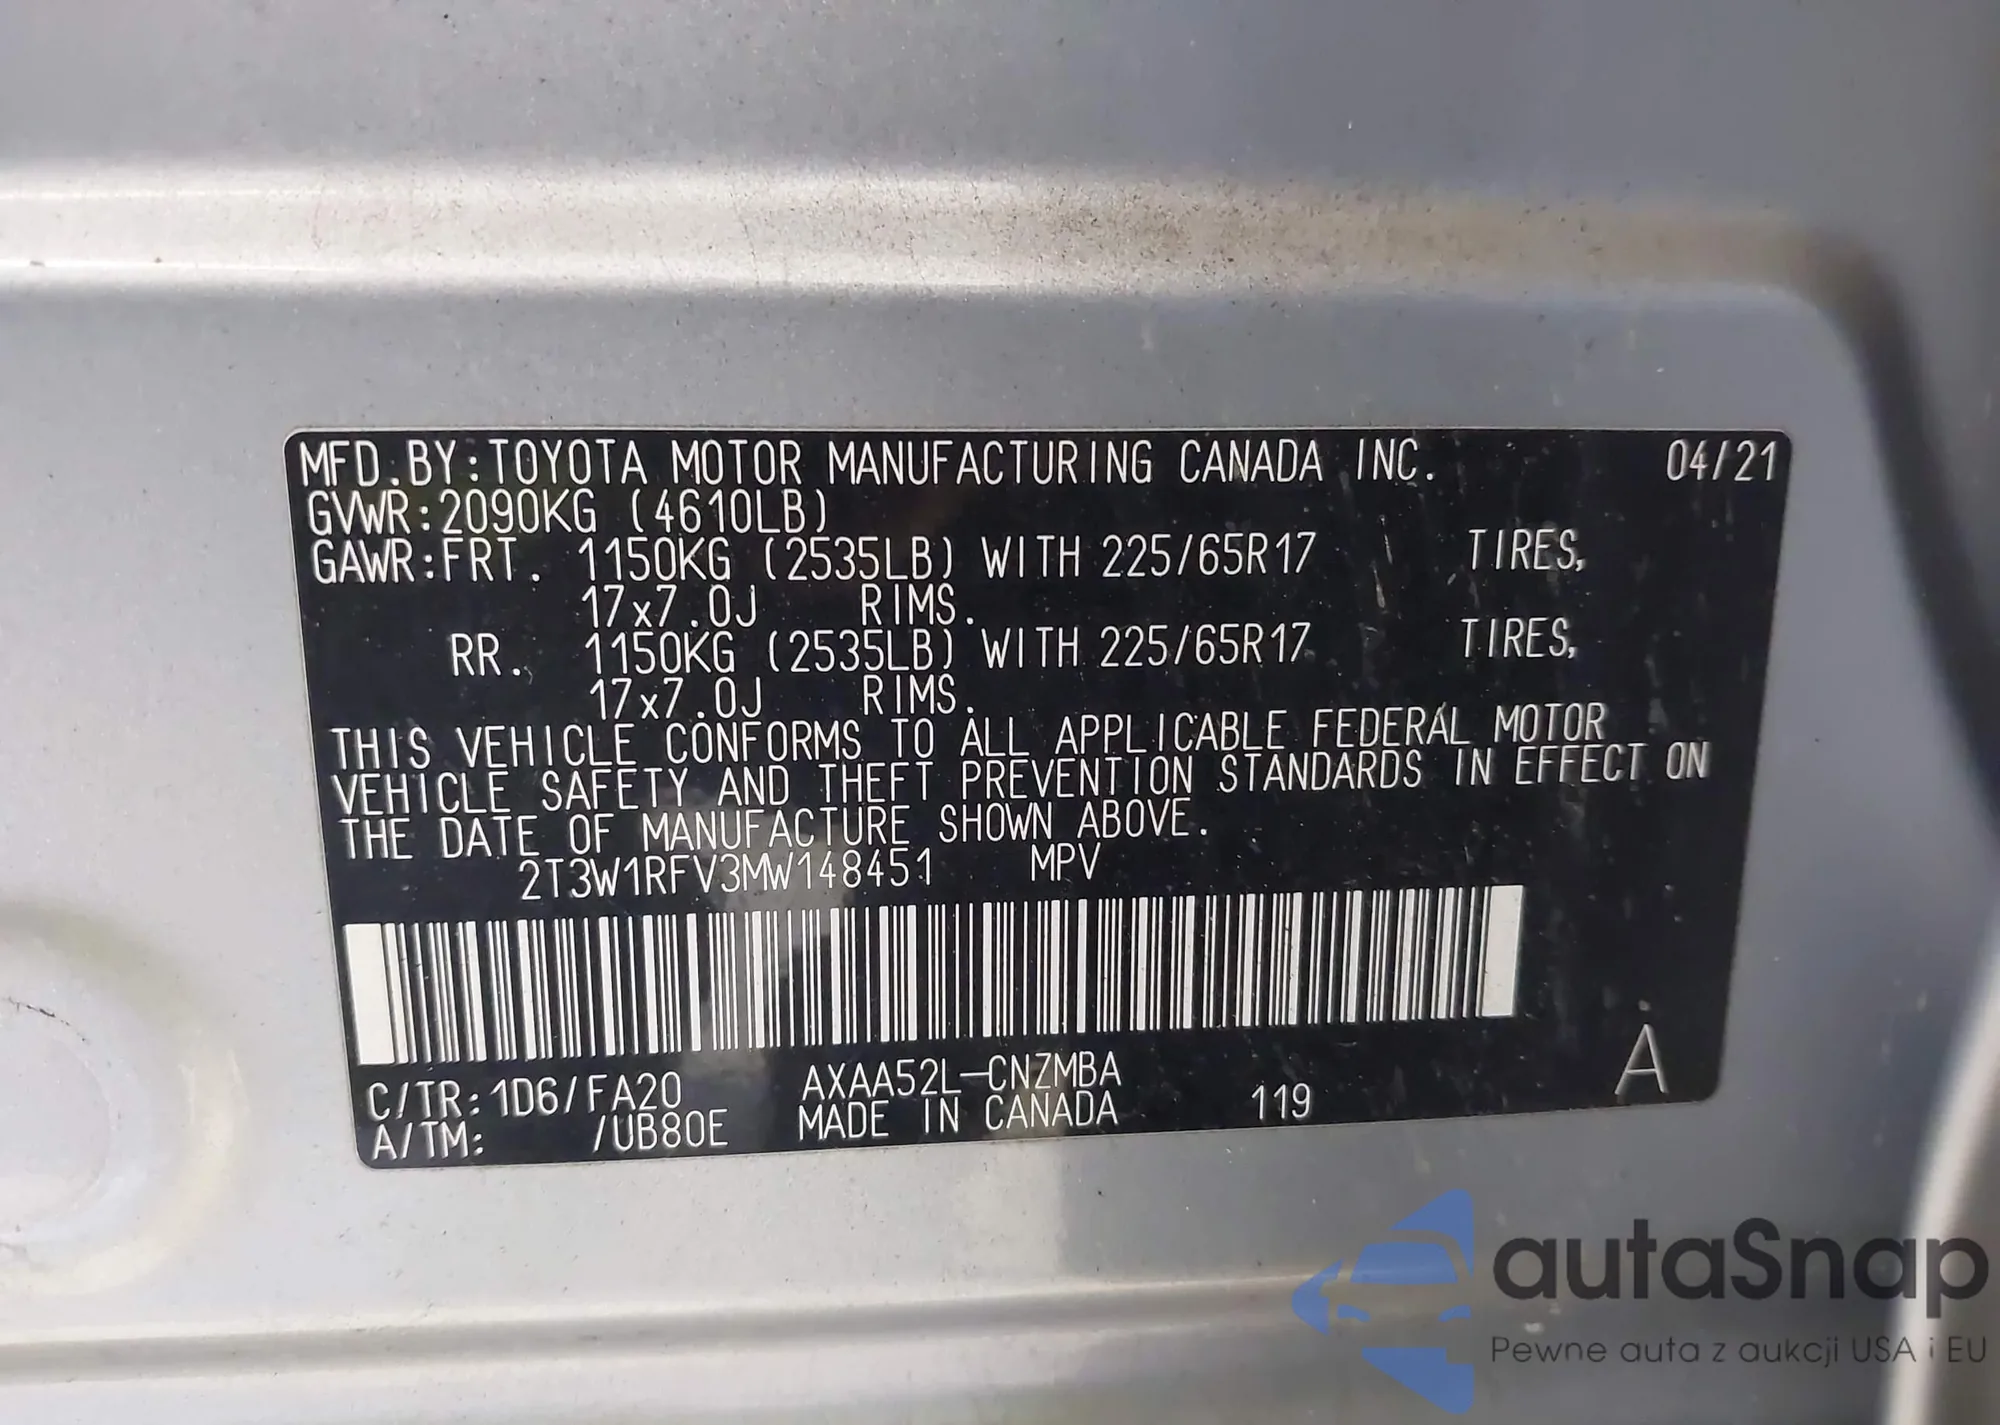 MFD.BY:TOYOTA MOTOR MANUFACTURING CANADA INC. 04/21
GVWR:2090KG (4610LB)
GAWR:FRT. 1150KG (2535LB) WITH 225/65R17 TIRES,
17x7.0J RIMS.
RR. 1150KG (2535LB) WITH 225/65R17 TIRES,
17x7.0J RIMS.
THIS VEHICLE CONFORMS TO ALL APPLICABLE FEDERAL MOTOR
VEHICLE SAFETY AND THEFT PREVENTION STANDARDS IN EFFECT ON
THE DATE OF MANUFACTURE SHOWN ABOVE.
2T3W1RFV3MW148451 MPV
C/TR:1D6/FA20 AXAA52L-CNZMBA
A/TM: /UB80E MADE IN CANADA 119 A
autaSnap
Pewne auta z aukcji USA i EU